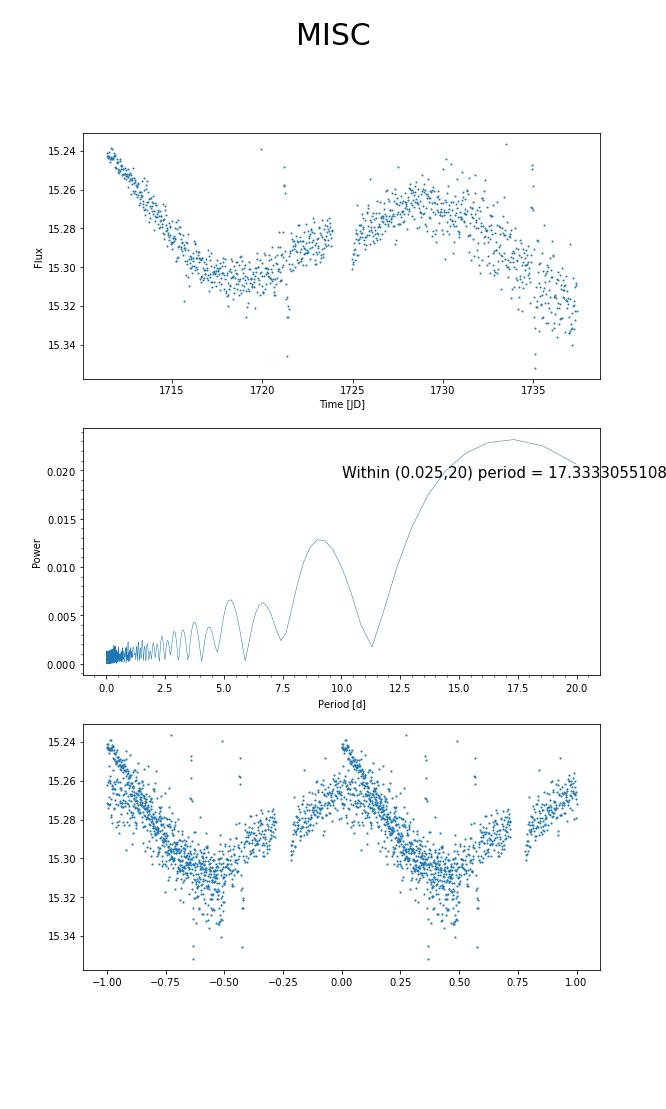 MISC
15.24
15.26
15.28
15.30
15.32
15.34
Flux
1715 1720 1725 1730 1735
Time [JD]
0.020
0.015
0.010
0.005
0.000
Power
Within (0.025,20) period = 17.3333055108
0.0 2.5 5.0 7.5 10.0 12.5 15.0 17.5 20.0
Period [d]
15.24
15.26
15.28
15.30
15.32
15.34
−1.00 −0.75 −0.50 −0.25 0.00 0.25 0.50 0.75 1.00